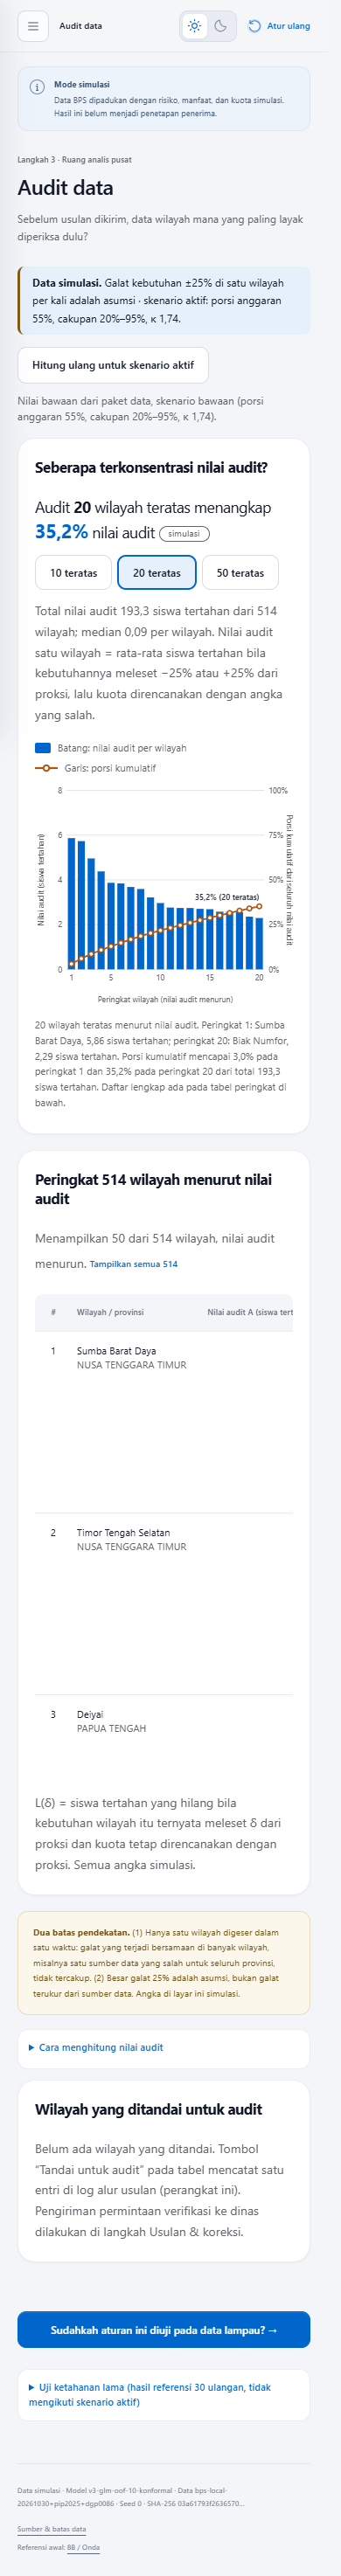 Audit data
Atur ulang
Mode simulasi
Data BPS dipadukan dengan risiko, manfaat, dan kuota simulasi.
Hasil ini belum menjadi penetapan penerima.
Langkah 3 · Ruang analis pusat
Audit data
Sebelum usulan dikirim, data wilayah mana yang paling layak
diperiksa dulu?
Data simulasi. Galat kebutuhan ±25% di satu wilayah
per kali adalah asumsi · skenario aktif: porsi anggaran
55%, cakupan 20%–95%, κ 1,74.
Hitung ulang untuk skenario aktif
Nilai bawaan dari paket data, skenario bawaan (porsi
anggaran 55%, cakupan 20%–95%, κ 1,74).
Seberapa terkonsentrasi nilai audit?
Audit 20 wilayah teratas menangkap
35,2% nilai audit simulasi
10 teratas
20 teratas
50 teratas
Total nilai audit 193,3 siswa tertahan dari 514
wilayah; median 0,09 per wilayah. Nilai audit
satu wilayah = rata-rata siswa tertahan bila
kebutuhannya meleset −25% atau +25% dari
proksi, lalu kuota direncanakan dengan angka
yang salah.
Batang: nilai audit per wilayah
Garis: porsi kumulatif
8
6
4
2
0
100%
75%
50%
25%
0%
Nilai audit (siswa tertahan)
Porsi kumulatif dari seluruh nilai audit
35,2% (20 teratas)
1
5
10
15
20
Peringkat wilayah (nilai audit menurun)
20 wilayah teratas menurut nilai audit. Peringkat 1: Sumba
Barat Daya, 5,86 siswa tertahan; peringkat 20: Biak Numfor,
2,29 siswa tertahan. Porsi kumulatif mencapai 3,0% pada
peringkat 1 dan 35,2% pada peringkat 20 dari total 193,3
siswa tertahan. Daftar lengkap ada pada tabel peringkat di
bawah.
Peringkat 514 wilayah menurut nilai
audit
Menampilkan 50 dari 514 wilayah, nilai audit
menurun. Tampilkan semua 514
# Wilayah / provinsi Nilai audit A (siswa tert
1 Sumba Barat Daya
NUSA TENGGARA TIMUR
2 Timor Tengah Selatan
NUSA TENGGARA TIMUR
3 Deiyai
PAPUA TENGAH
L(δ) = siswa tertahan yang hilang bila
kebutuhan wilayah itu ternyata meleset δ dari
proksi dan kuota tetap direncanakan dengan
proksi. Semua angka simulasi.
Dua batas pendekatan. (1) Hanya satu wilayah digeser dalam
satu waktu: galat yang terjadi bersamaan di banyak wilayah,
misalnya satu sumber data yang salah untuk seluruh provinsi,
tidak tercakup. (2) Besar galat 25% adalah asumsi, bukan galat
terukur dari sumber data. Angka di layar ini simulasi.
▶ Cara menghitung nilai audit
Wilayah yang ditandai untuk audit
Belum ada wilayah yang ditandai. Tombol
“Tandai untuk audit” pada tabel mencatat satu
entri di log alur usulan (perangkat ini).
Pengiriman permintaan verifikasi ke dinas
dilakukan di langkah Usulan & koreksi.
Sudahkah aturan ini diuji pada data lampau? →
▶ Uji ketahanan lama (hasil referensi 30 ulangan, tidak
mengikuti skenario aktif)
Data simulasi · Model v3-glm-oof-10-konformal · Data bps-local-
20261030+pip2025+dgp0086 · Seed 0 · SHA-256 03a61793f2636570...
Sumber & batas data
Referensi awal: BB / Onda